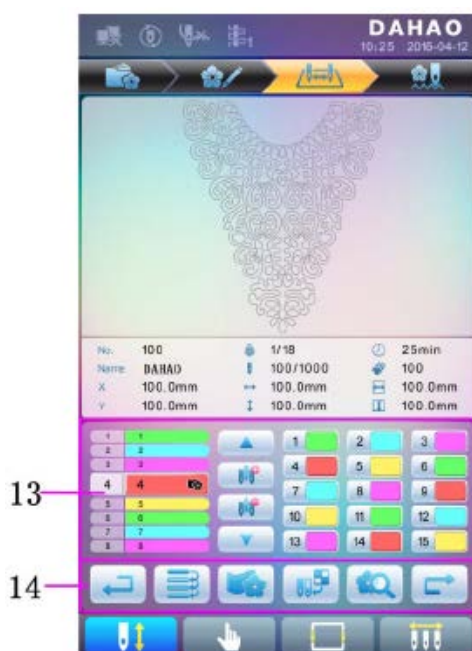 DAHAO
1
10:25 2016-04-12
No. 100 1/18 25min
Name DAHAO 100/1000 100
X 100.0mm 100.0mm 100.0mm
Y 100.0mm 100.0mm 100.0mm
1 1
2 2
3 3
4 4
5 5
6 6
7 7
8 8
1 2 3
4 5 6
7 8 9
10 11 12
13 14 15
13
14